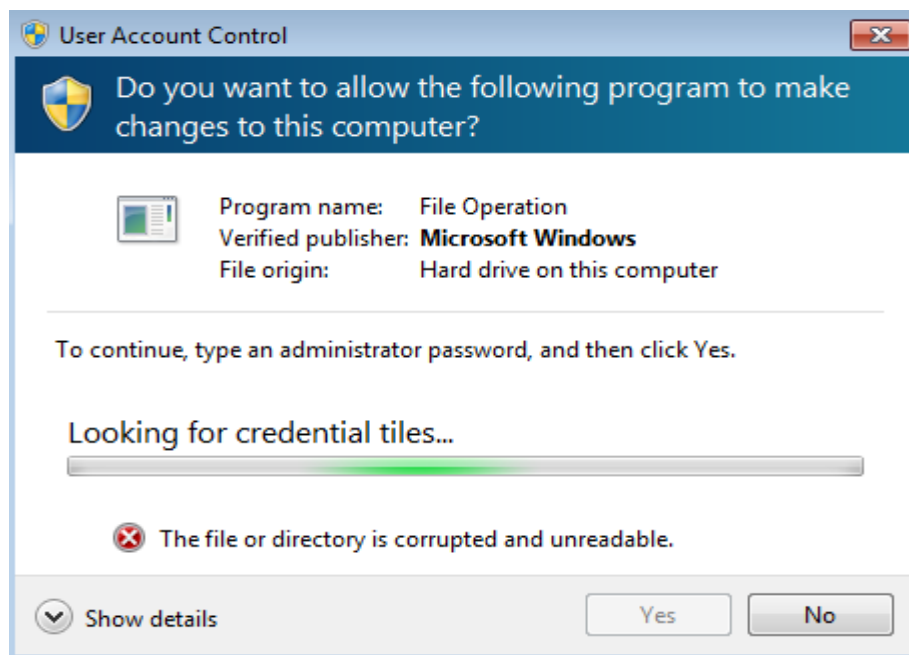 User Account Control
Do you want to allow the following program to make
changes to this computer?
Program name: File Operation
Verified publisher: Microsoft Windows
File origin: Hard drive on this computer
To continue, type an administrator password, and then click Yes.
Looking for credential tiles...
The file or directory is corrupted and unreadable.
Show details Yes No